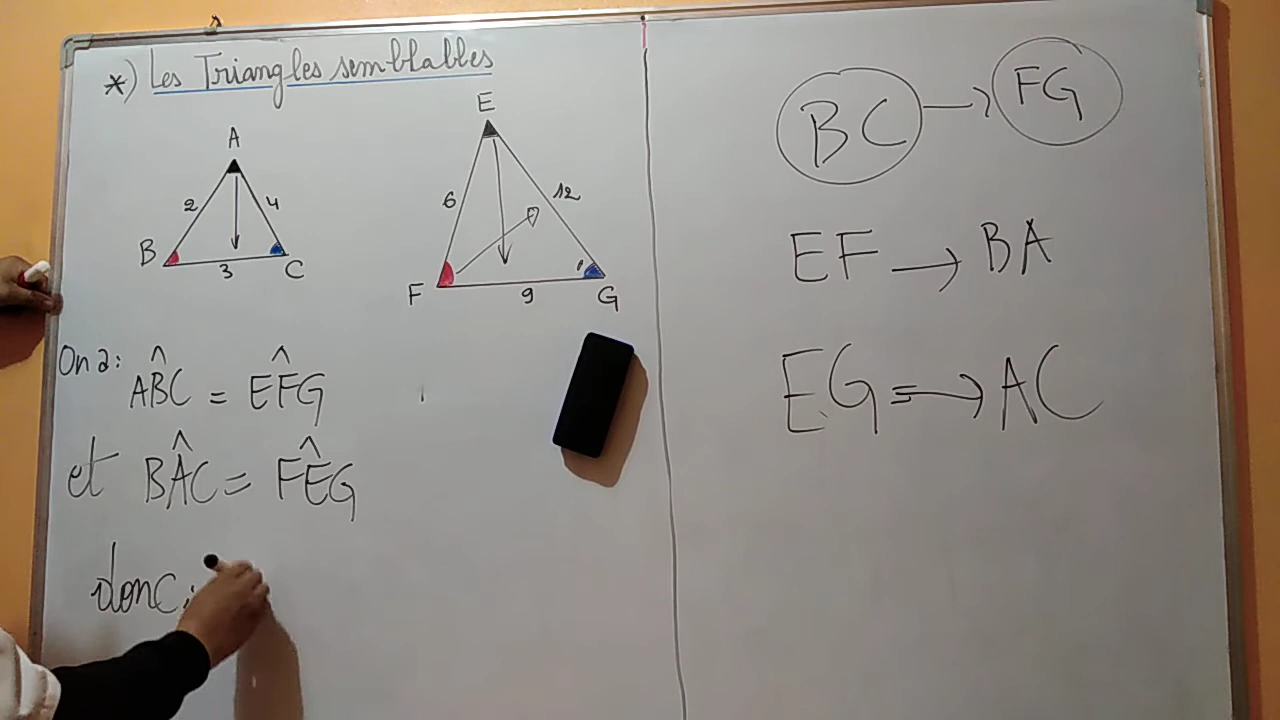 *) Les Triangles semblables
A
2
4
B
3
C
E
6
12
F
9
G
On a: ABC = EFG
et BAC = FEG
donc:
BC → FG
EF → BA
EG => AC